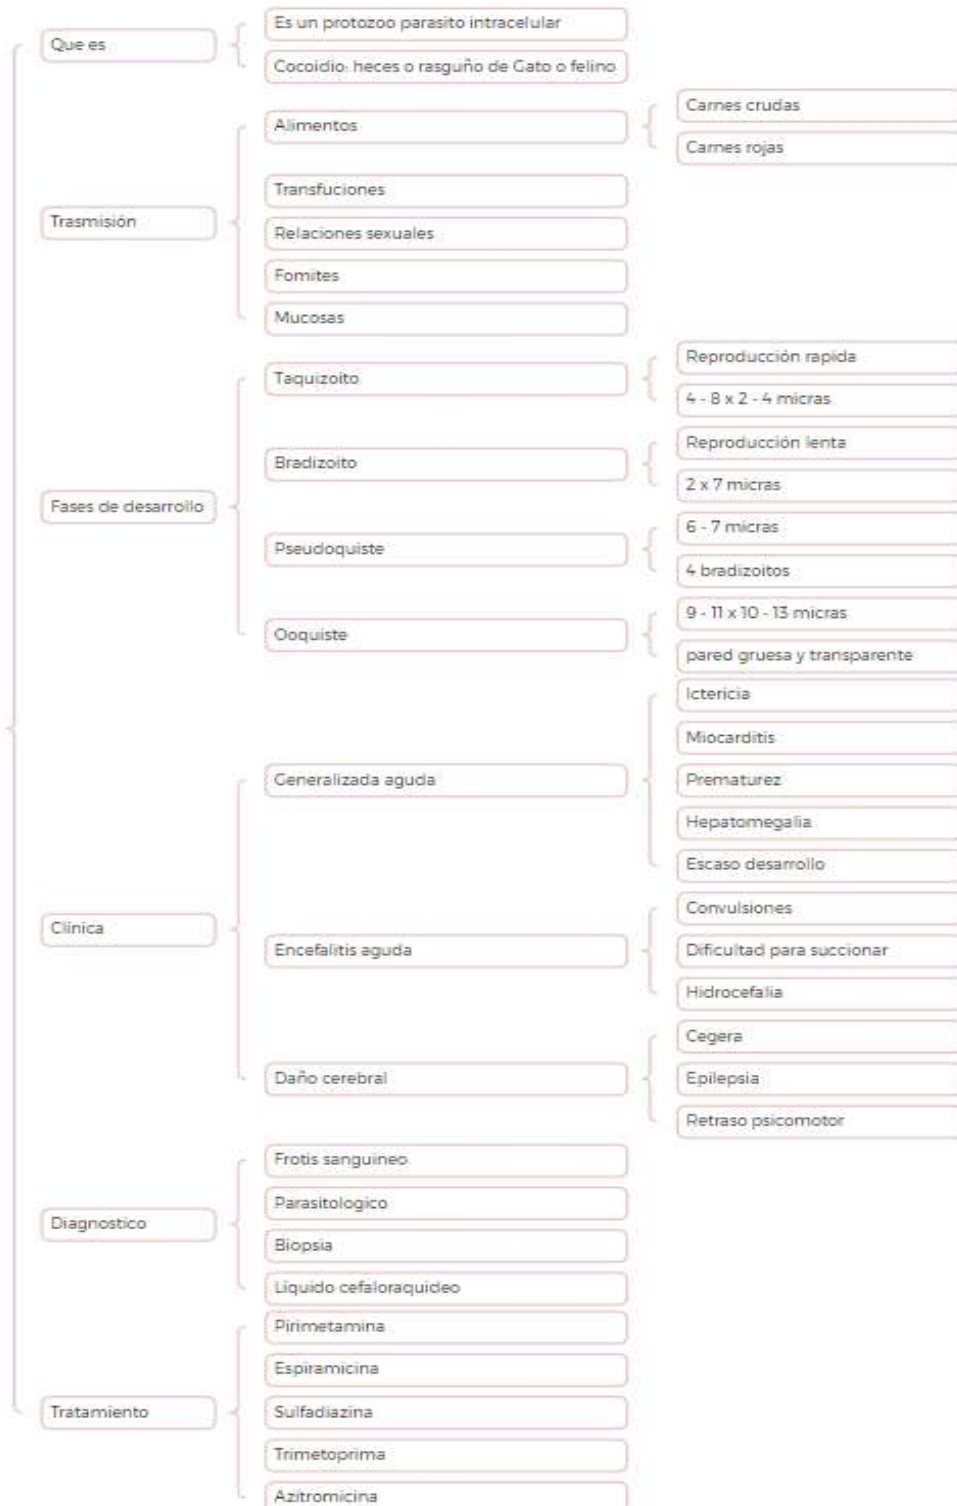 Que es
Es un protozoo parasito intracelular
Cocoidio: heces o rasguño de Gato o felino
Trasmisión
Alimentos
Carnes crudas
Carnes rojas
Transfuciones
Relaciones sexuales
Fomites
Mucosas
Fases de desarrollo
Taquizoito
Reproducción rapida
4 - 8 x 2 - 4 micras
Bradizoito
Reproducción lenta
2 x 7 micras
Pseudoquiste
6 - 7 micras
4 bradizoitos
Ooquiste
9 - 11 x 10 - 13 micras
pared gruesa y transparente
Clínica
Generalizada aguda
Ictericia
Miocarditis
Prematurez
Hepatomegalia
Escaso desarrollo
Encefalitis aguda
Convulsiones
Dificultad para succionar
Hidrocefalia
Daño cerebral
Cegera
Epilepsia
Retraso psicomotor
Diagnostico
Frotis sanguineo
Parasitologico
Biopsia
Líquido cefaloraquideo
Tratamiento
Pirimetamina
Espiramicina
Sulfadiazina
Trimetoprima
Azitromicina